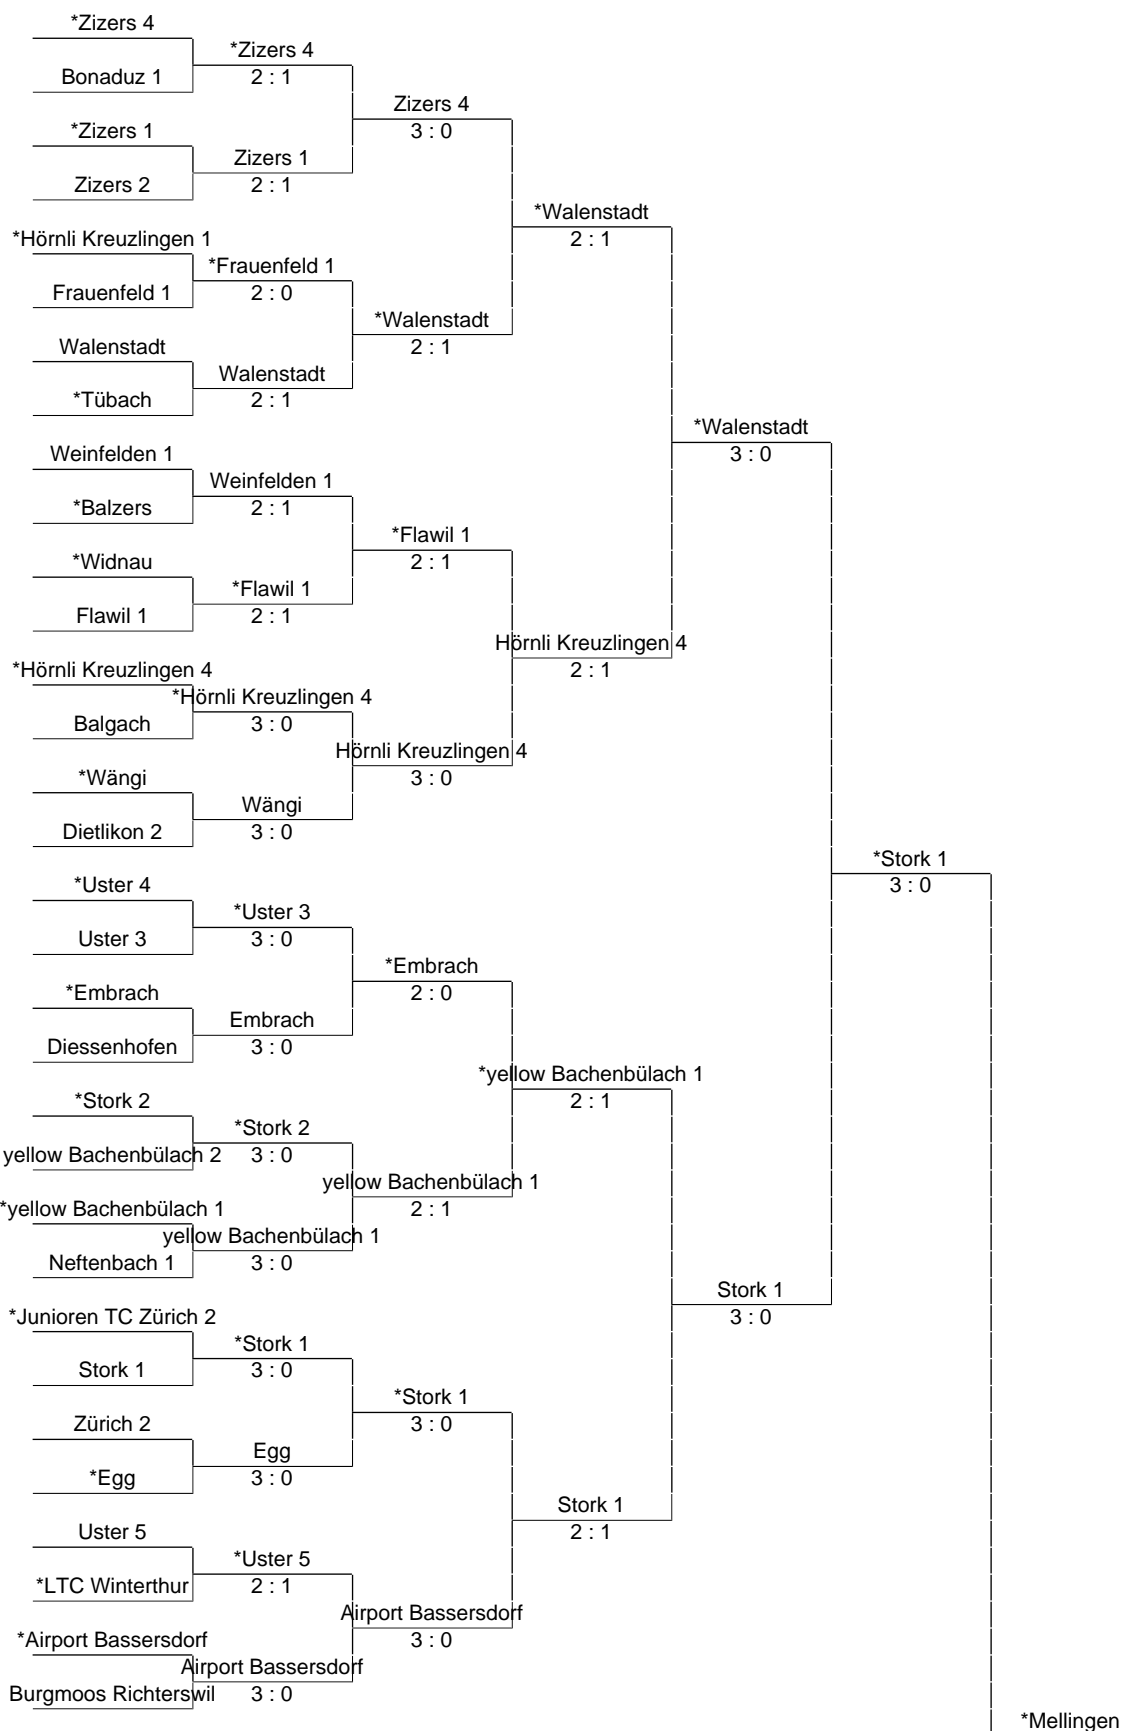 *Zizers 4
*Zizers 4
Bonaduz 1
2 : 1
Zizers 4
*Zizers 1
3 : 0
Zizers 1
Zizers 2
2 : 1
*Walenstadt
*Hörnli Kreuzlingen 1
2 : 1
*Frauenfeld 1
Frauenfeld 1
2 : 0
*Walenstadt
Walenstadt
2 : 1
Walenstadt
*Tübach
2 : 1
*Walenstadt
Weinfelden 1
3 : 0
Weinfelden 1
*Balzers
2 : 1
*Flawil 1
*Widnau
2 : 1
*Flawil 1
Flawil 1
2 : 1
Hörnli Kreuzlingen 4
*Hörnli Kreuzlingen 4
2 : 1
*Hörnli Kreuzlingen 4
Balgach
3 : 0
Hörnli Kreuzlingen 4
*Wängi
3 : 0
Wängi
Dietlikon 2
3 : 0
*Stork 1
*Uster 4
3 : 0
*Uster 3
Uster 3
3 : 0
*Embrach
*Embrach
2 : 0
Embrach
Diessenhofen
3 : 0
*yellow Bachenbülach 1
*Stork 2
2 : 1
*Stork 2
yellow Bachenbülach 2
3 : 0
yellow Bachenbülach 1
*yellow Bachenbülach 1
2 : 1
yellow Bachenbülach 1
Neftenbach 1
3 : 0
Stork 1
*Junioren TC Zürich 2
3 : 0
*Stork 1
Stork 1
3 : 0
*Stork 1
Zürich 2
3 : 0
Egg
*Egg
3 : 0
Stork 1
Uster 5
2 : 1
*Uster 5
*LTC Winterthur
2 : 1
Airport Bassersdorf
*Airport Bassersdorf
3 : 0
Airport Bassersdorf
Burgmoos Richterswil
3 : 0
*Mellingen